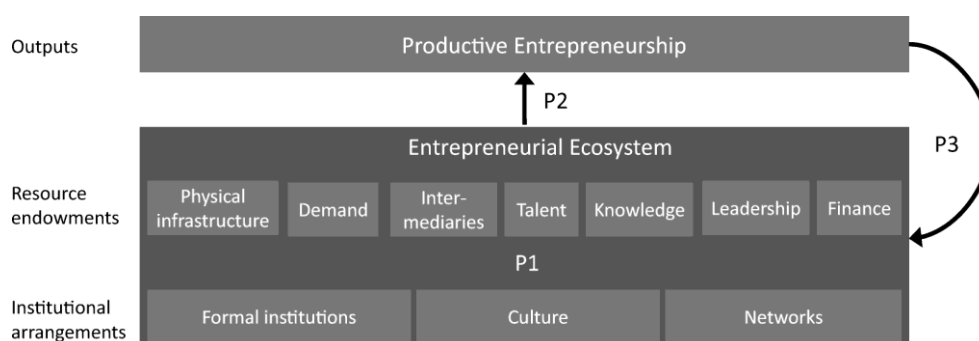 Outputs
Productive Entrepreneurship
P2
P3
Entrepreneurial Ecosystem
Resource
endowments
Physical
infrastructure
Demand
Inter-
mediaries
Talent
Knowledge
Leadership
Finance
P1
Institutional
arrangements
Formal institutions
Culture
Networks